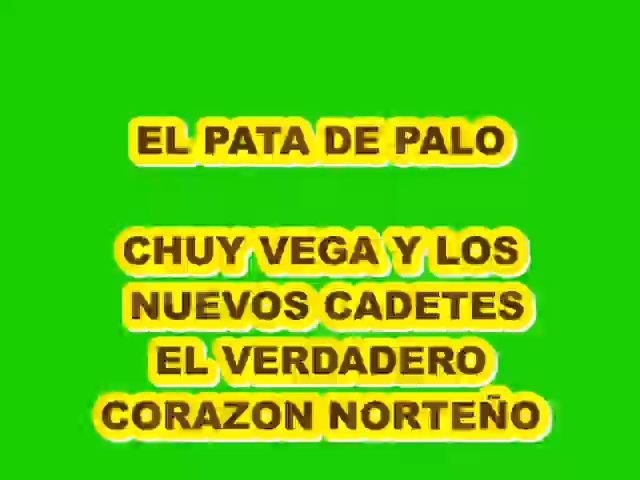 EL PATA DE PALO
CHUY VEGA Y LOS
NUEVOS CADETES
EL VERDADERO
CORAZON NORTEÑO